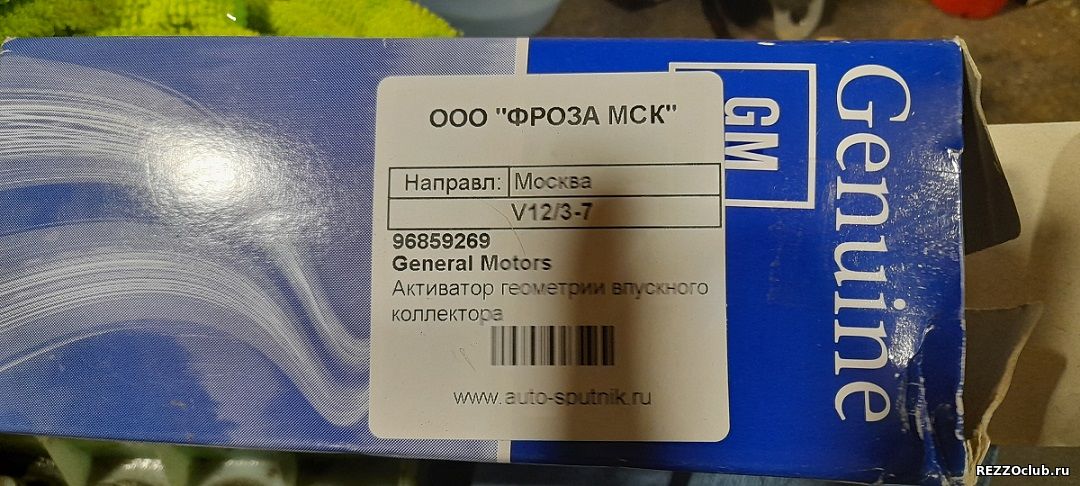 ООО "ФРОЗА МСК"
Направл: Москва
V12/3-7
96859269
General Motors
Активатор геометрии впускного
коллектора
www.auto-sputnik.ru
GM
Genuine
REZZOclub.ru